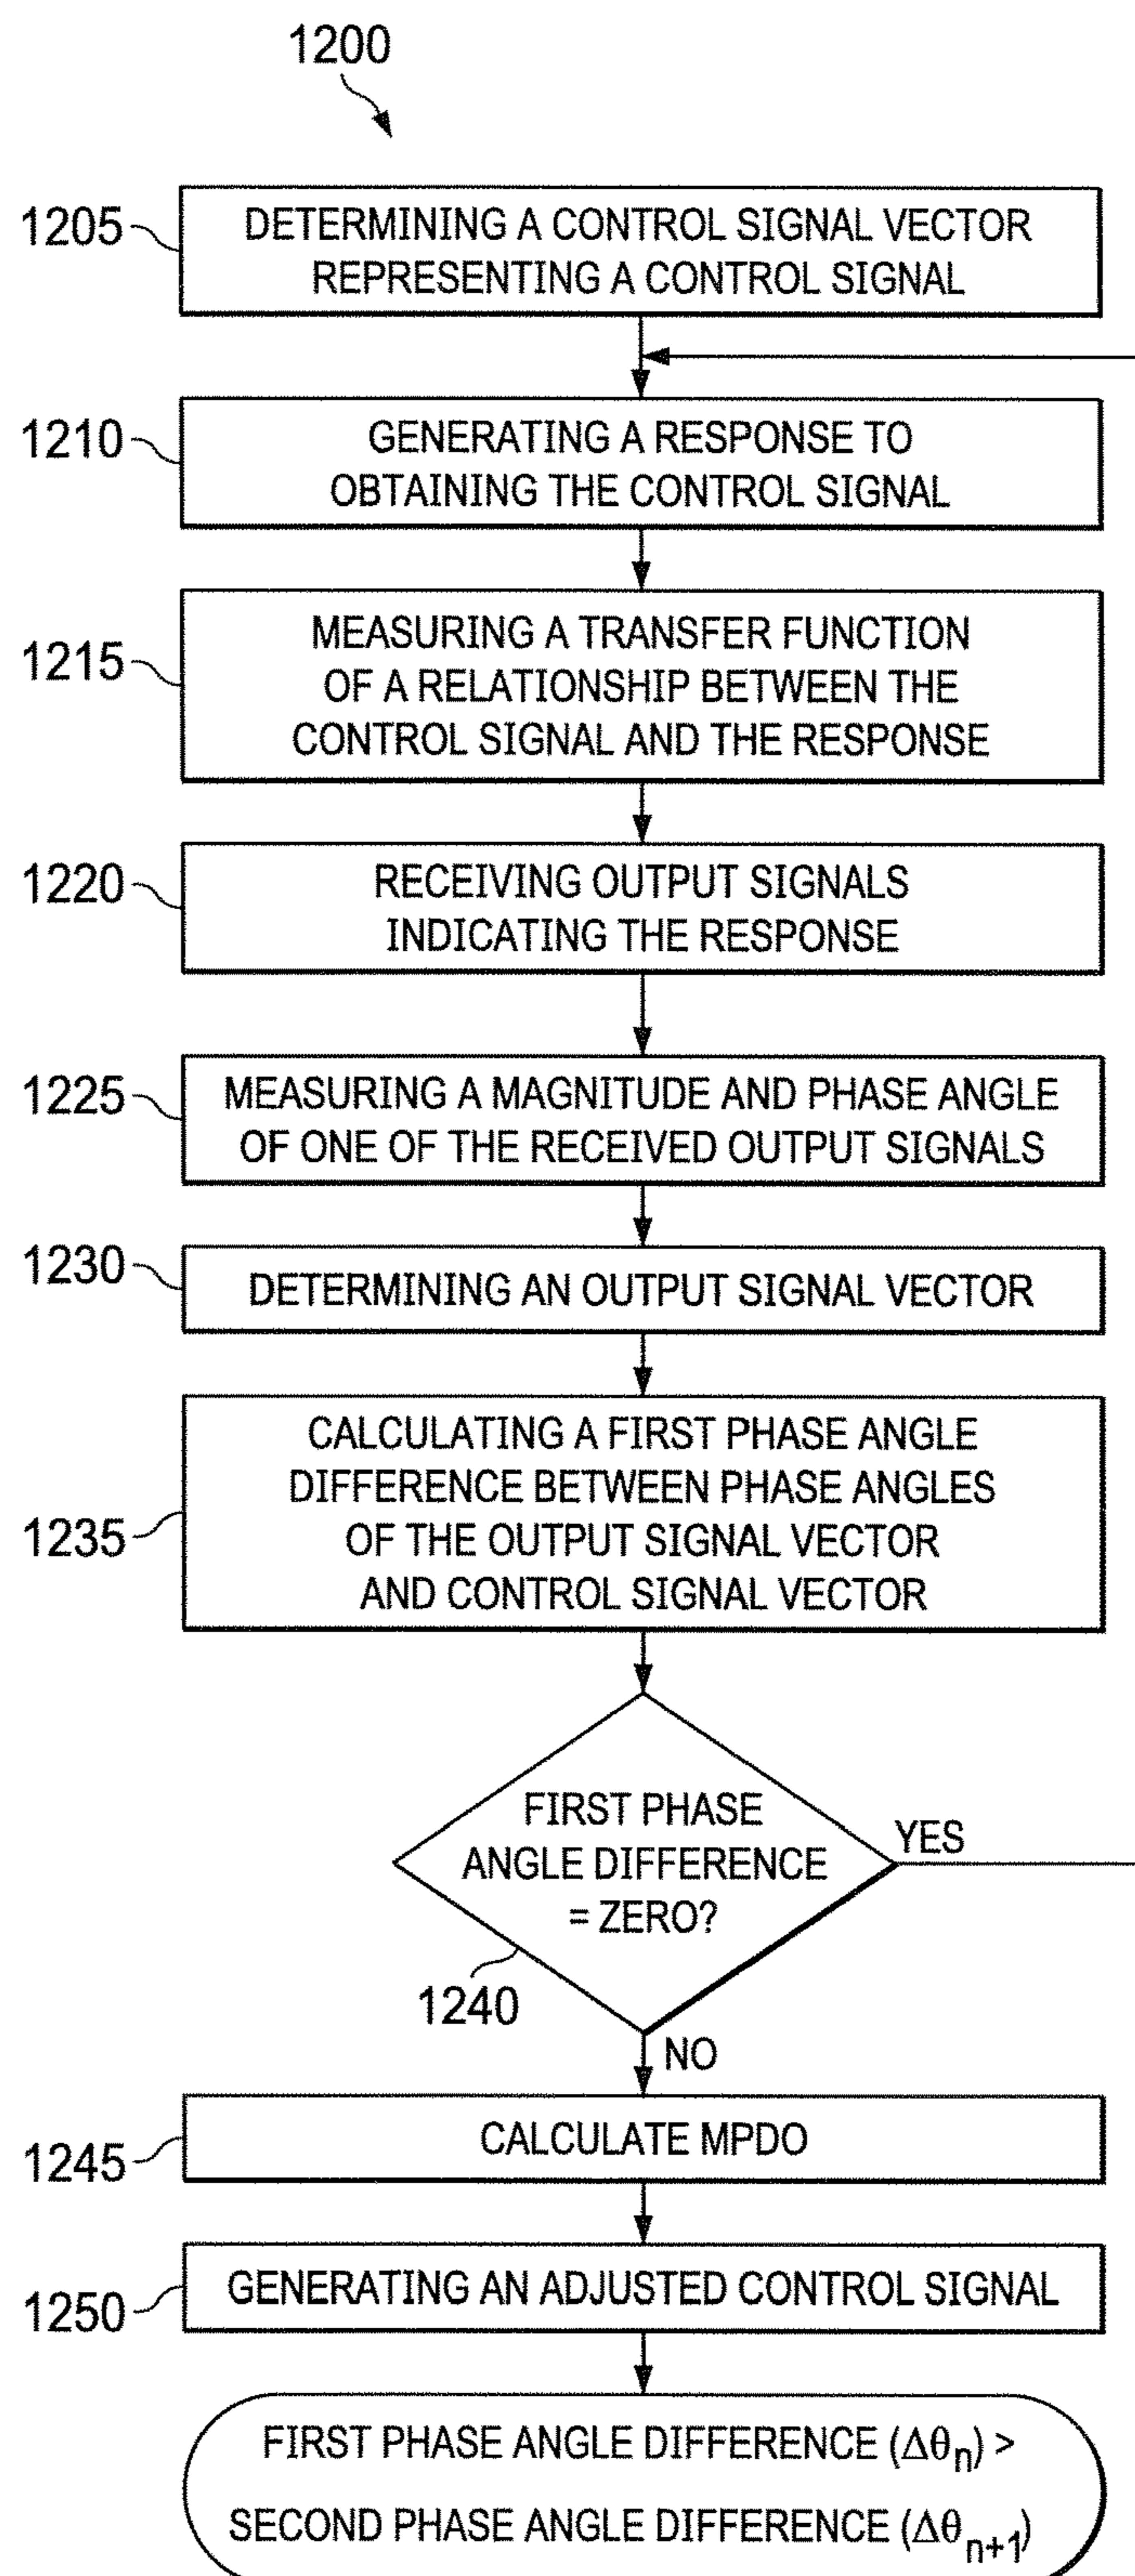 1200
1205
DETERMINING A CONTROL SIGNAL VECTOR
REPRESENTING A CONTROL SIGNAL
1210
GENERATING A RESPONSE TO
OBTAINING THE CONTROL SIGNAL
1215
MEASURING A TRANSFER FUNCTION
OF A RELATIONSHIP BETWEEN THE
CONTROL SIGNAL AND THE RESPONSE
1220
RECEIVING OUTPUT SIGNALS
INDICATING THE RESPONSE
1225
MEASURING A MAGNITUDE AND PHASE ANGLE
OF ONE OF THE RECEIVED OUTPUT SIGNALS
1230
DETERMINING AN OUTPUT SIGNAL VECTOR
1235
CALCULATING A FIRST PHASE ANGLE
DIFFERENCE BETWEEN PHASE ANGLES
OF THE OUTPUT SIGNAL VECTOR
AND CONTROL SIGNAL VECTOR
FIRST PHASE
ANGLE DIFFERENCE
= ZERO?
YES
1240
NO
1245
CALCULATE MPDO
1250
GENERATING AN ADJUSTED CONTROL SIGNAL
FIRST PHASE ANGLE DIFFERENCE (Δθn) >
SECOND PHASE ANGLE DIFFERENCE (Δθn+1)